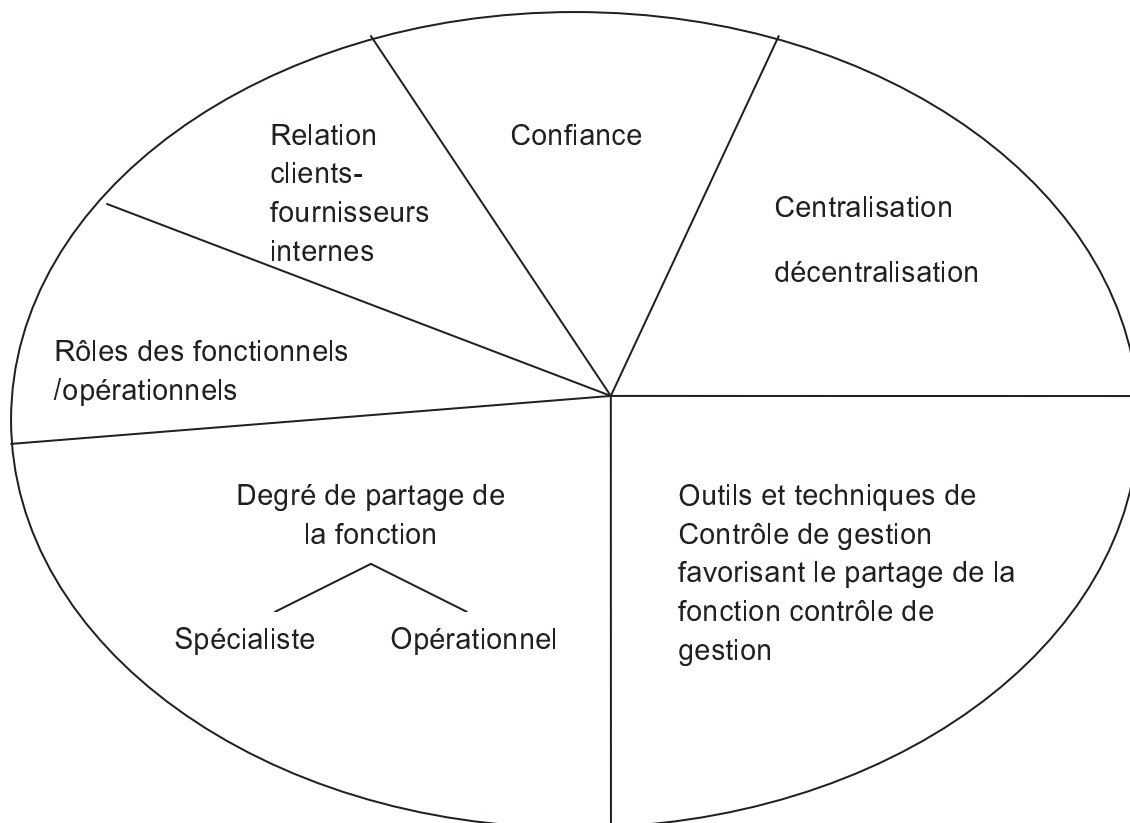 Relation
clients-
fournisseurs
internes
Confiance
Centralisation
décentralisation
Rôles des fonctionnels
/opérationnels
Degré de partage de
la fonction
Spécialiste
Opérationnel
Outils et techniques de
Contrôle de gestion
favorisant le partage de la
fonction contrôle de
gestion